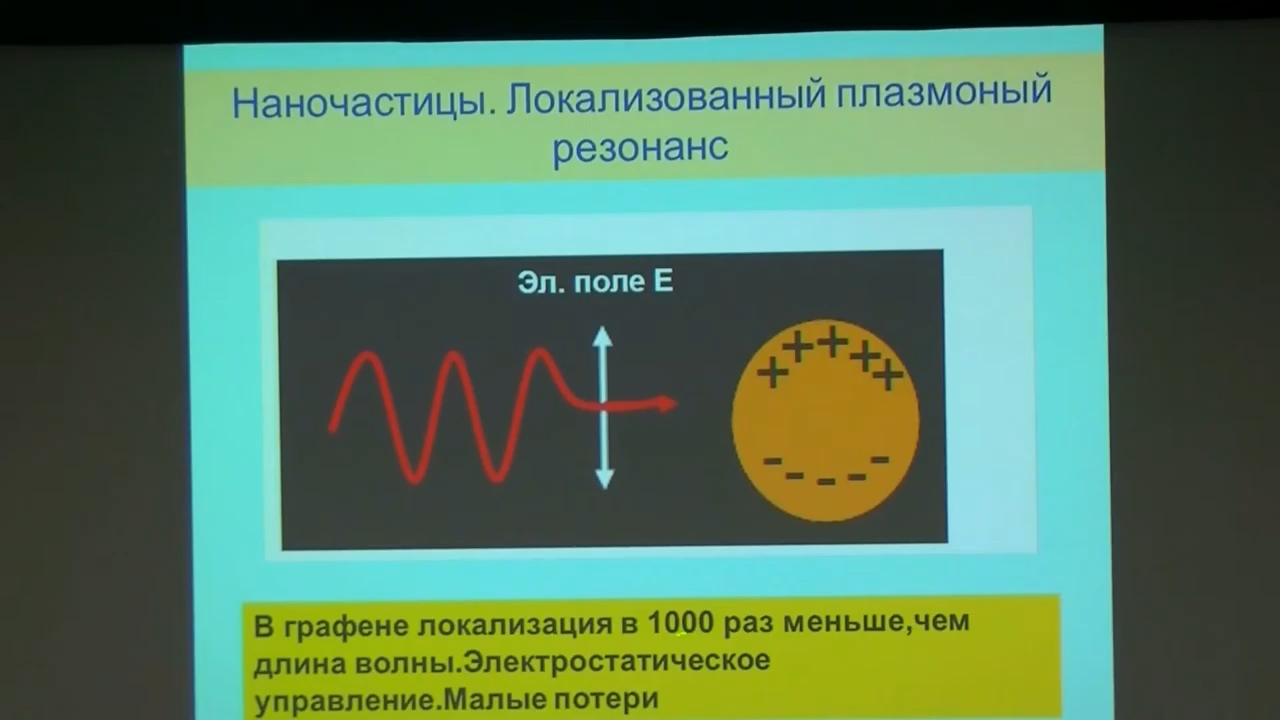 Наночастицы. Локализованный плазмоный
резонанс
Эл. поле Е
+ + + + +
- - - - -
В графене локализация в 1000 раз меньше,чем
длина волны.Электростатическое
управление.Малые потери